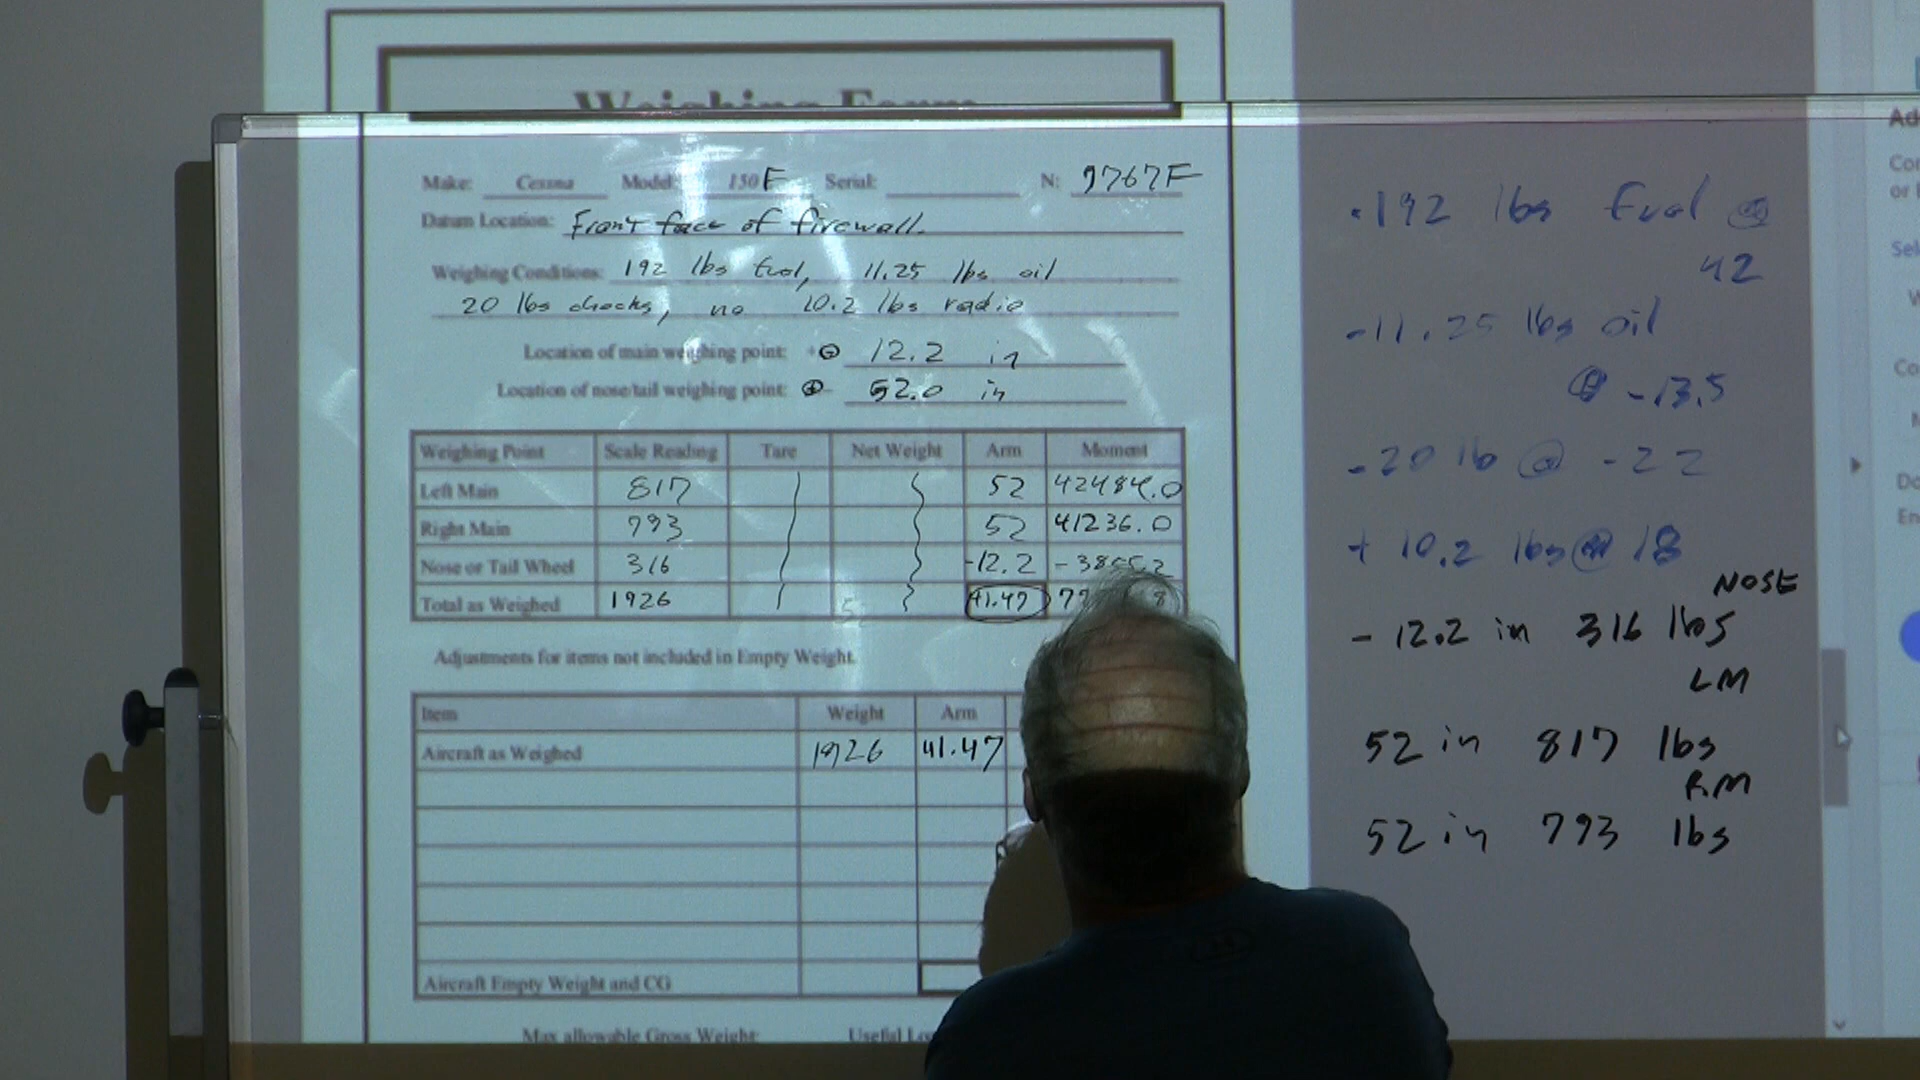 Weighing Form
Make: Cessna Model: 150F Serial: N: 9767F
Datum Location: Front face of firewall.
Weighing Conditions: 192 lbs fuel, 11.25 lbs oil
20 lbs chocks, no 10.2 lbs radio
Location of main weighing point: + - 12.2 in
Location of nose/tail weighing point: + - 52.0 in
Weighing Point Scale Reading Tare Net Weight Arm Moment
Left Main 817 52 42484.0
Right Main 793 52 41236.0
Nose or Tail Wheel 316 -12.2 -3855.2
Total as Weighed 1926 41.47
Adjustments for items not included in Empty Weight.
Item Weight Arm
Aircraft as Weighed 1926 41.47
Aircraft Empty Weight and CG
Max allowable Gross Weight: Useful
-192 lbs fuel @
42
-11.25 lbs oil
@ -13.5
-20 lb @ -22
+ 10.2 lbs @ 18
NOSE
- 12.2 in 316 lbs
LM
52 in 817 lbs
RM
52 in 793 lbs